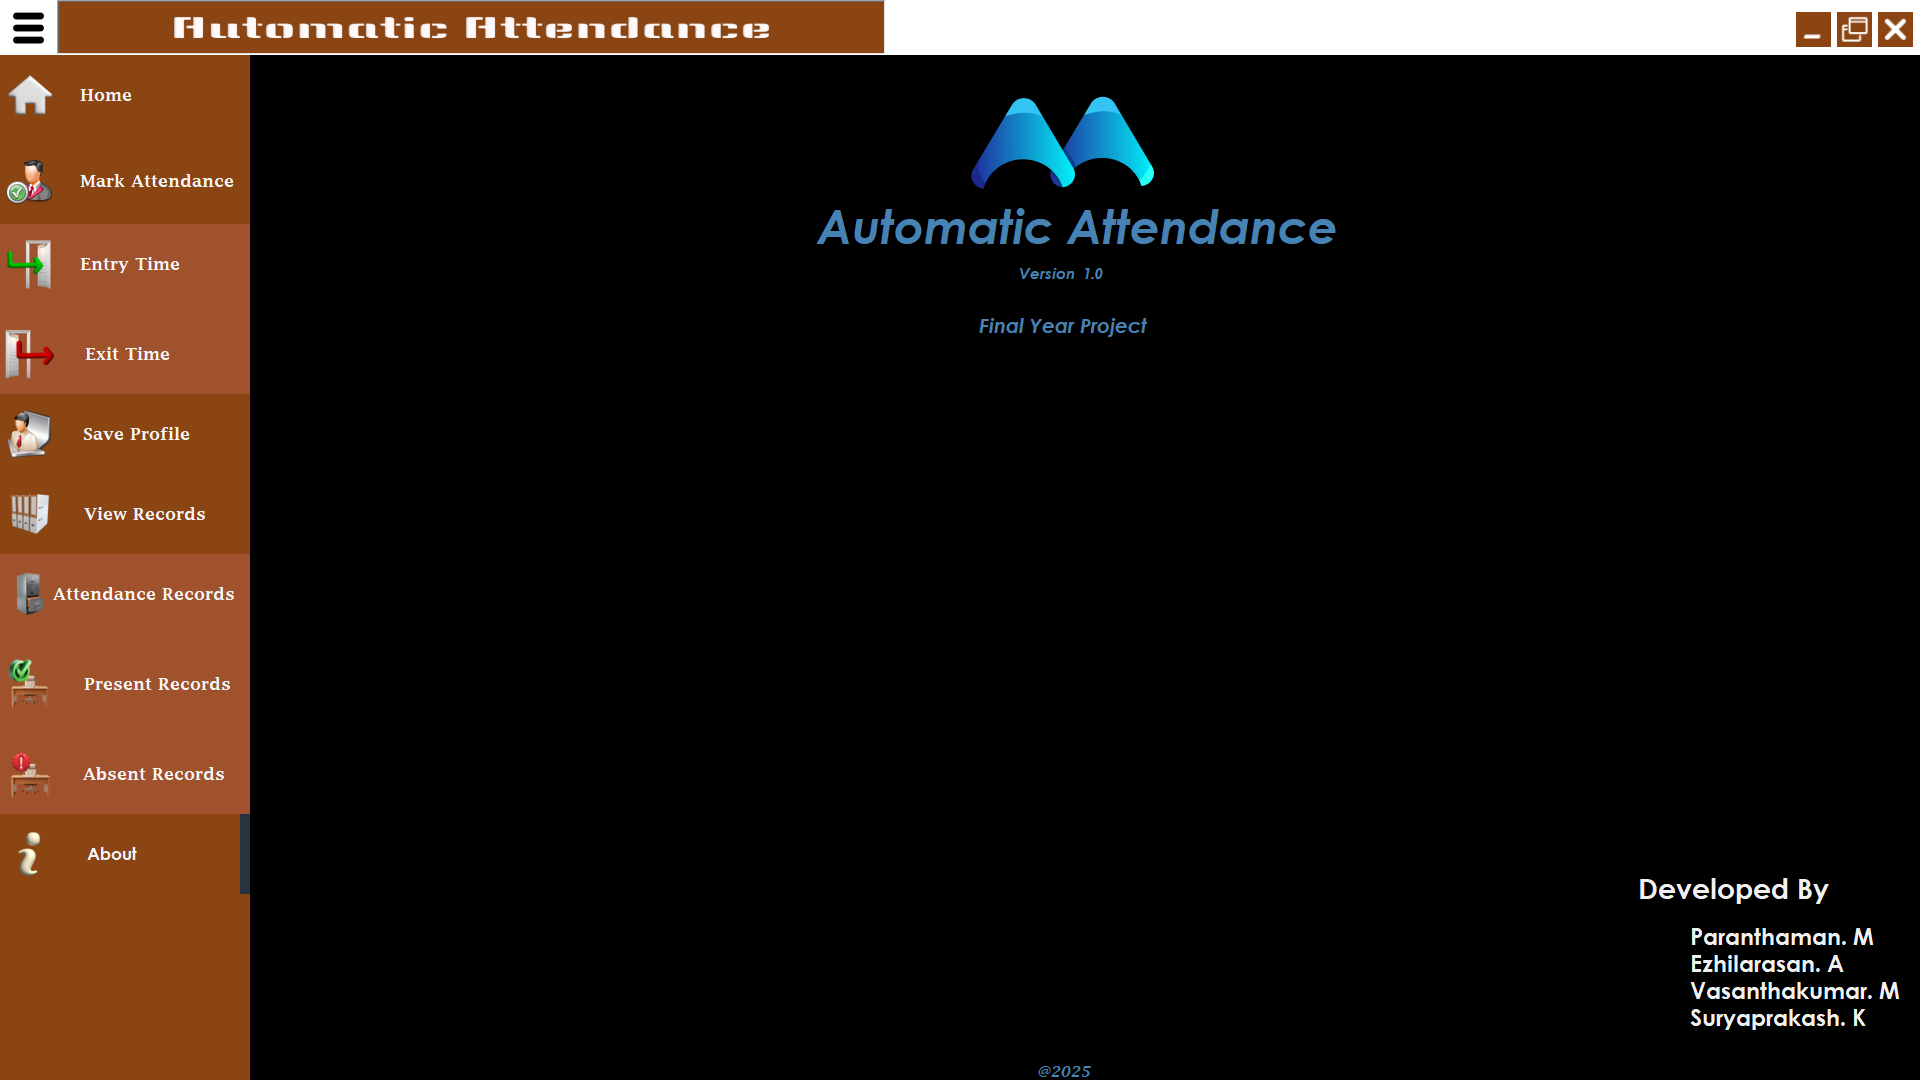 Automatic Attendance
Home
Mark Attendance
Entry Time
Exit Time
Save Profile
View Records
Attendance Records
Present Records
Absent Records
About
Automatic Attendance
Version 1.0
Final Year Project
Developed By
Paranthaman. M
Ezhilarasan. A
Vasanthakumar. M
Suryaprakash. K
@2025